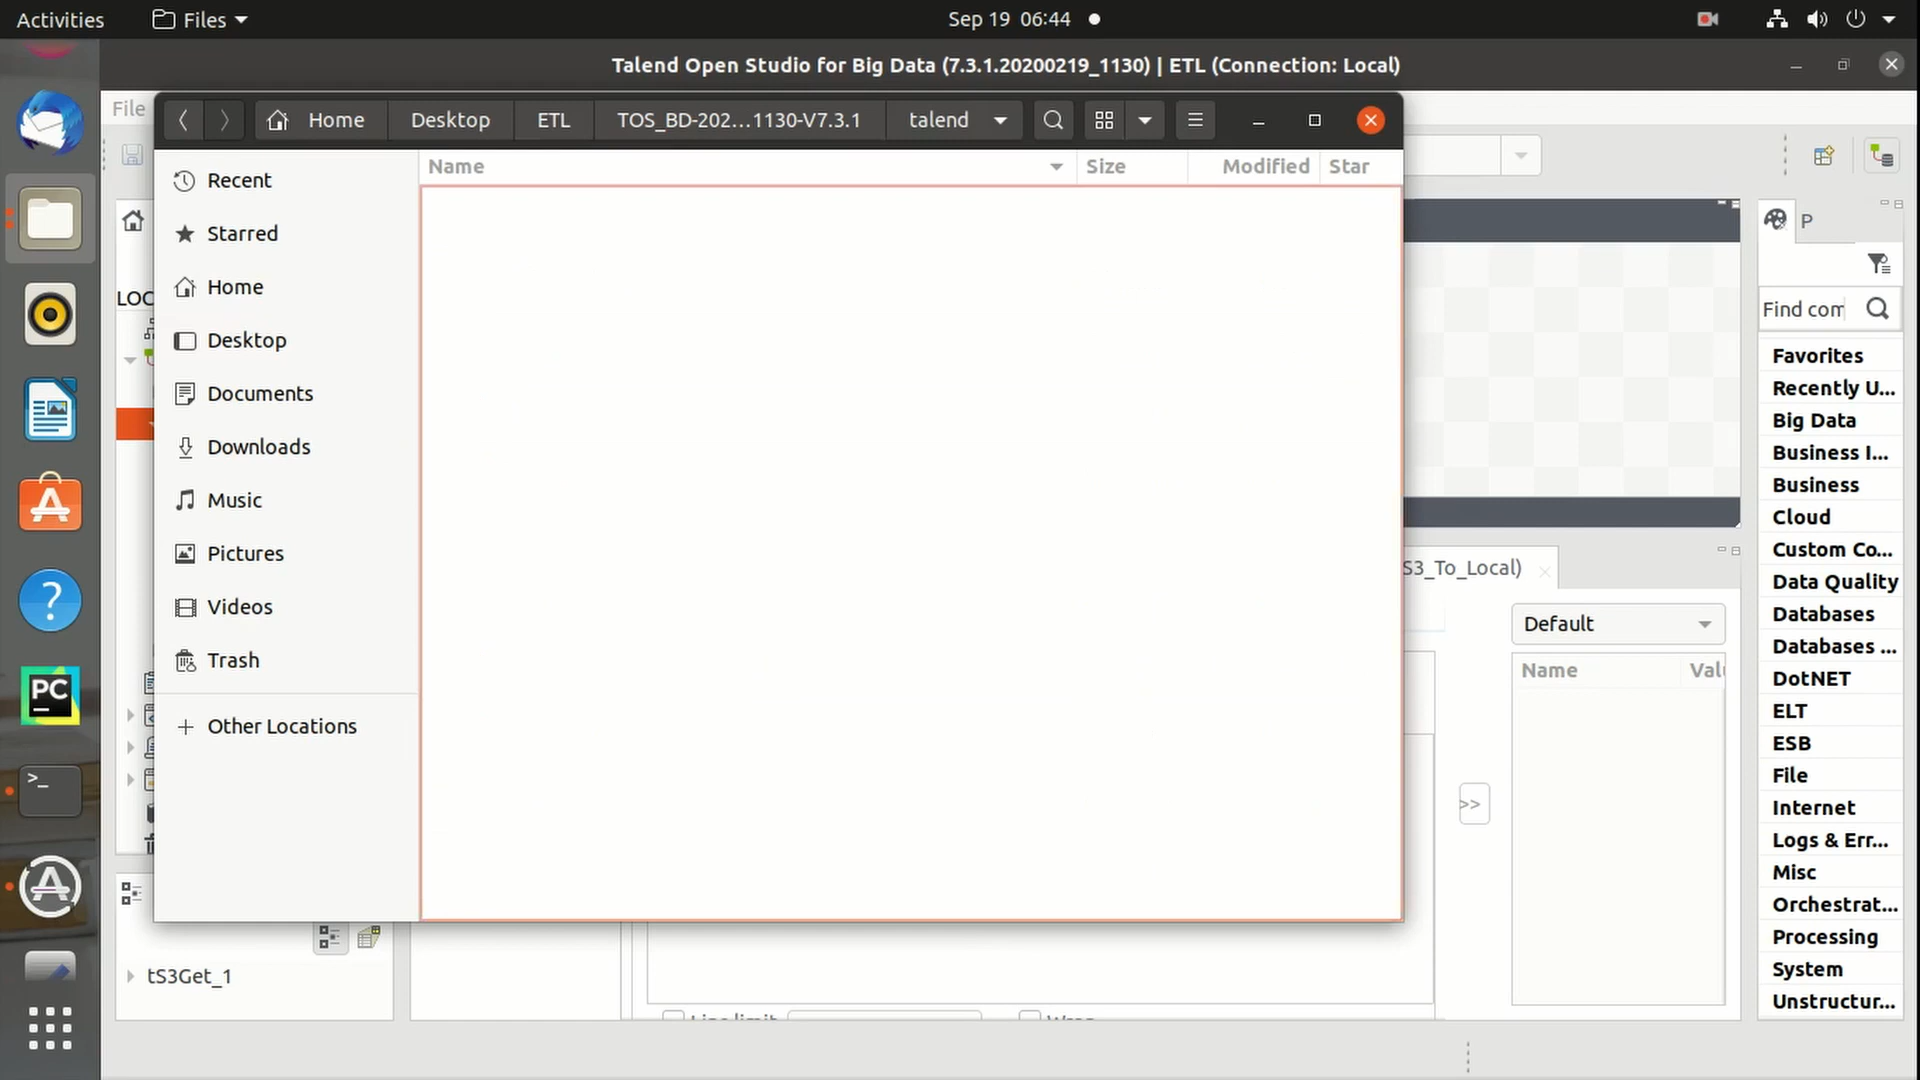 Activities
Files
Sep 19 06:44
Talend Open Studio for Big Data (7.3.1.20200219_1130) | ETL (Connection: Local)
File
Home
Desktop
ETL
TOS_BD-202...1130-V7.3.1
talend
Name
Size
Modified
Star
Recent
Starred
Home
Desktop
Documents
Downloads
Music
Pictures
Videos
Trash
Other Locations
LOC
P
Find com
Favorites
Recently U...
Big Data
Business I...
Business
Cloud
Custom Co...
Data Quality
Databases
Databases ...
DotNET
ELT
ESB
File
Internet
Logs & Err...
Misc
Orchestrat...
Processing
System
Unstructur...
S3_To_Local)
Default
Name
Valu
>>
PC
>_
tS3Get_1
Line limit
Wrap